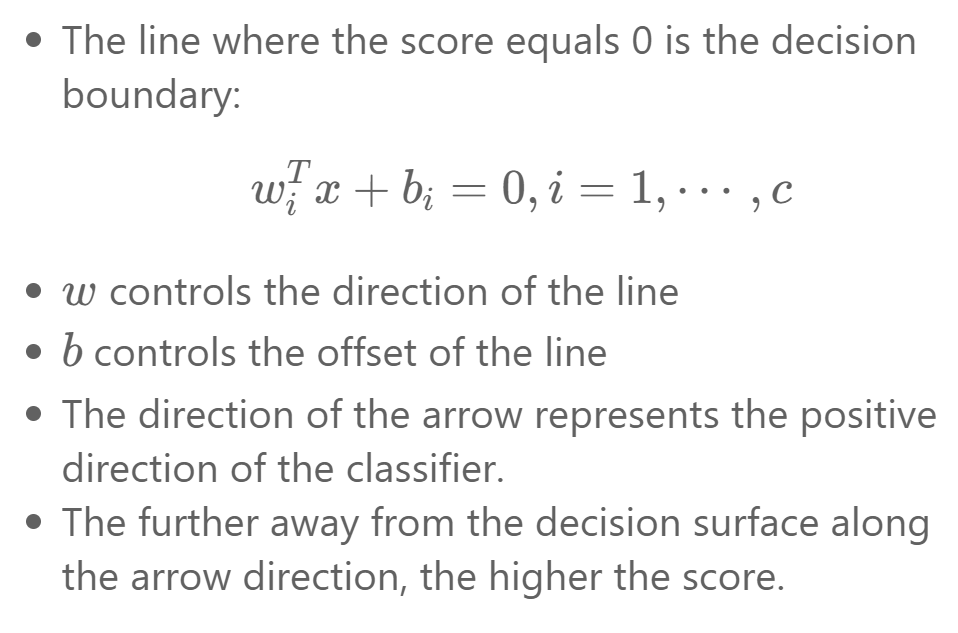 • The line where the score equals 0 is the decision
boundary:
$w_i^T x + b_i = 0, i = 1, \cdots, c$
• $w$ controls the direction of the line
• $b$ controls the offset of the line
• The direction of the arrow represents the positive
direction of the classifier.
• The further away from the decision surface along
the arrow direction, the higher the score.